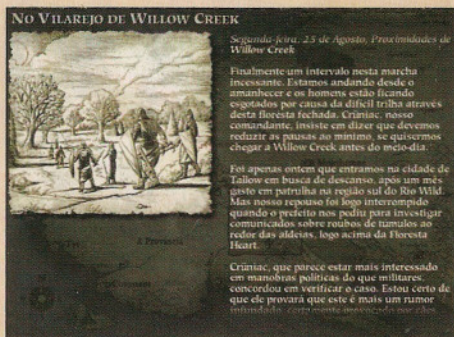 NO VILAREJO DE WILLOW CREEK
Segunda-feira, 25 de Agosto, Proximidades de
Willow Creek
Finalmente um intervalo nesta marcha
incessante. Estamos andando desde o
amanhecer e os homens estão ficando
esgotados por causa da difícil trilha através
desta floresta fechada. Crüniac, nosso
comandante, insiste em dizer que devemos
reduzir as pausas ao mínimo, se quisermos
chegar à Willow Creek antes do meio-dia.
Foi apenas ontem que entramos na cidade de
Tallow em busca de descanso, após um mês
gasto em patrulha na região sul do Rio Wild.
Mas nosso repouso foi logo interrompido
quando o prefeito nos pediu para investigar
comunicados sobre roubos de túmulos ao
redor das aldeias, logo acima da Floresta
Heart.
Crüniac, que parece estar mais interessado
em manobras políticas do que militares,
concordou em verificar o caso. Estou certo de
que ele provará que este é mais um rumor
infundado, certamente provocado por cães